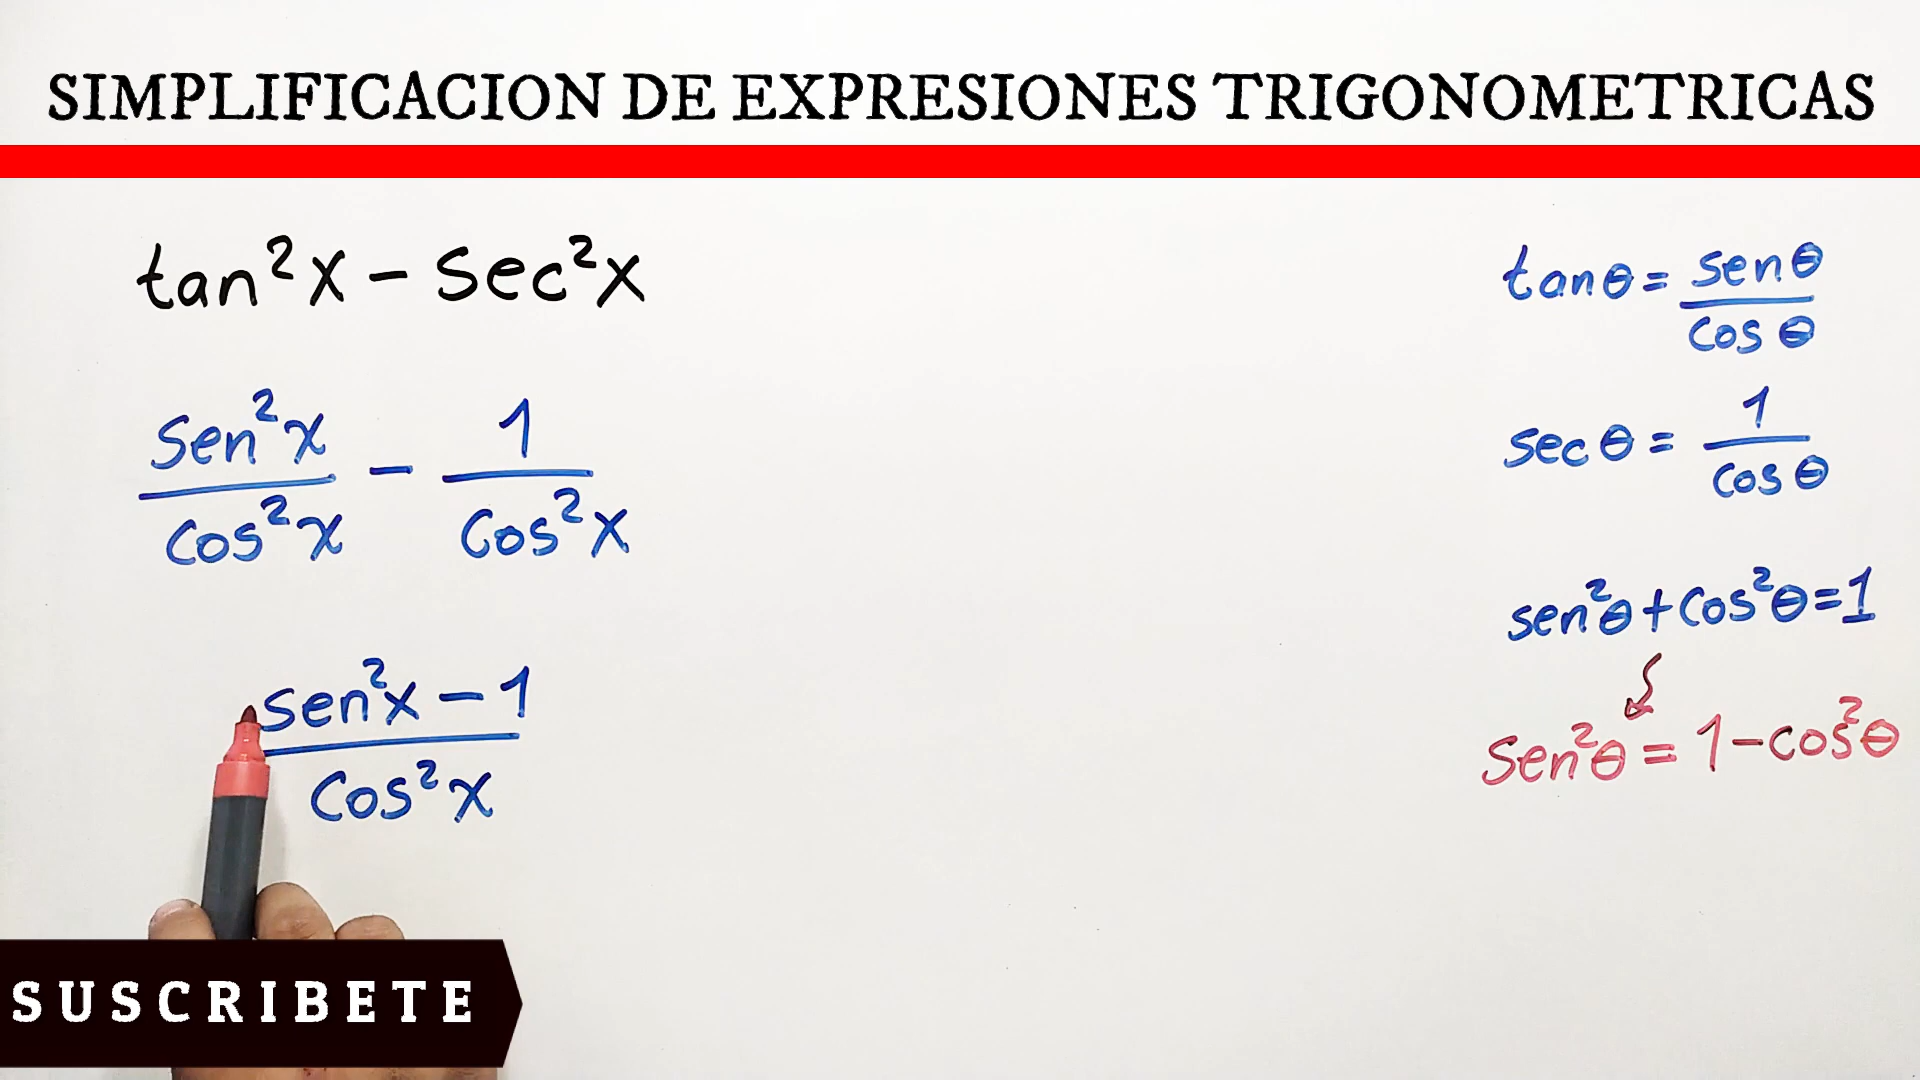 SIMPLIFICACION DE EXPRESIONES TRIGONOMETRICAS
tan²x - sec²x
sen²x/cos²x - 1/cos²x
sen²x - 1/cos²x
tanθ = senθ/cosθ
secθ = 1/cosθ
sen²θ + cos²θ = 1
sen²θ = 1 - cos²θ
SUSCRIBETE